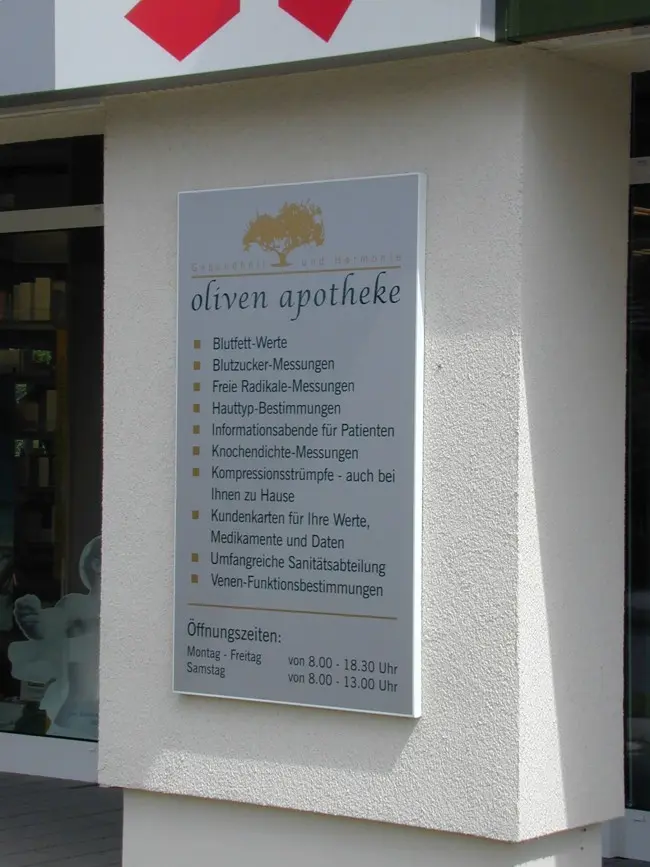 Gesundheit und Harmonie
oliven apotheke
Blutfett-Werte
Blutzucker-Messungen
Freie Radikale-Messungen
Hauttyp-Bestimmungen
Informationsabende für Patienten
Knochendichte-Messungen
Kompressionsstrümpfe - auch bei
Ihnen zu Hause
Kundenkarten für Ihre Werte,
Medikamente und Daten
Umfangreiche Sanitätsabteilung
Venen-Funktionsbestimmungen
Öffnungszeiten:
Montag - Freitag von 8.00 - 18.30 Uhr
Samstag von 8.00 - 13.00 Uhr